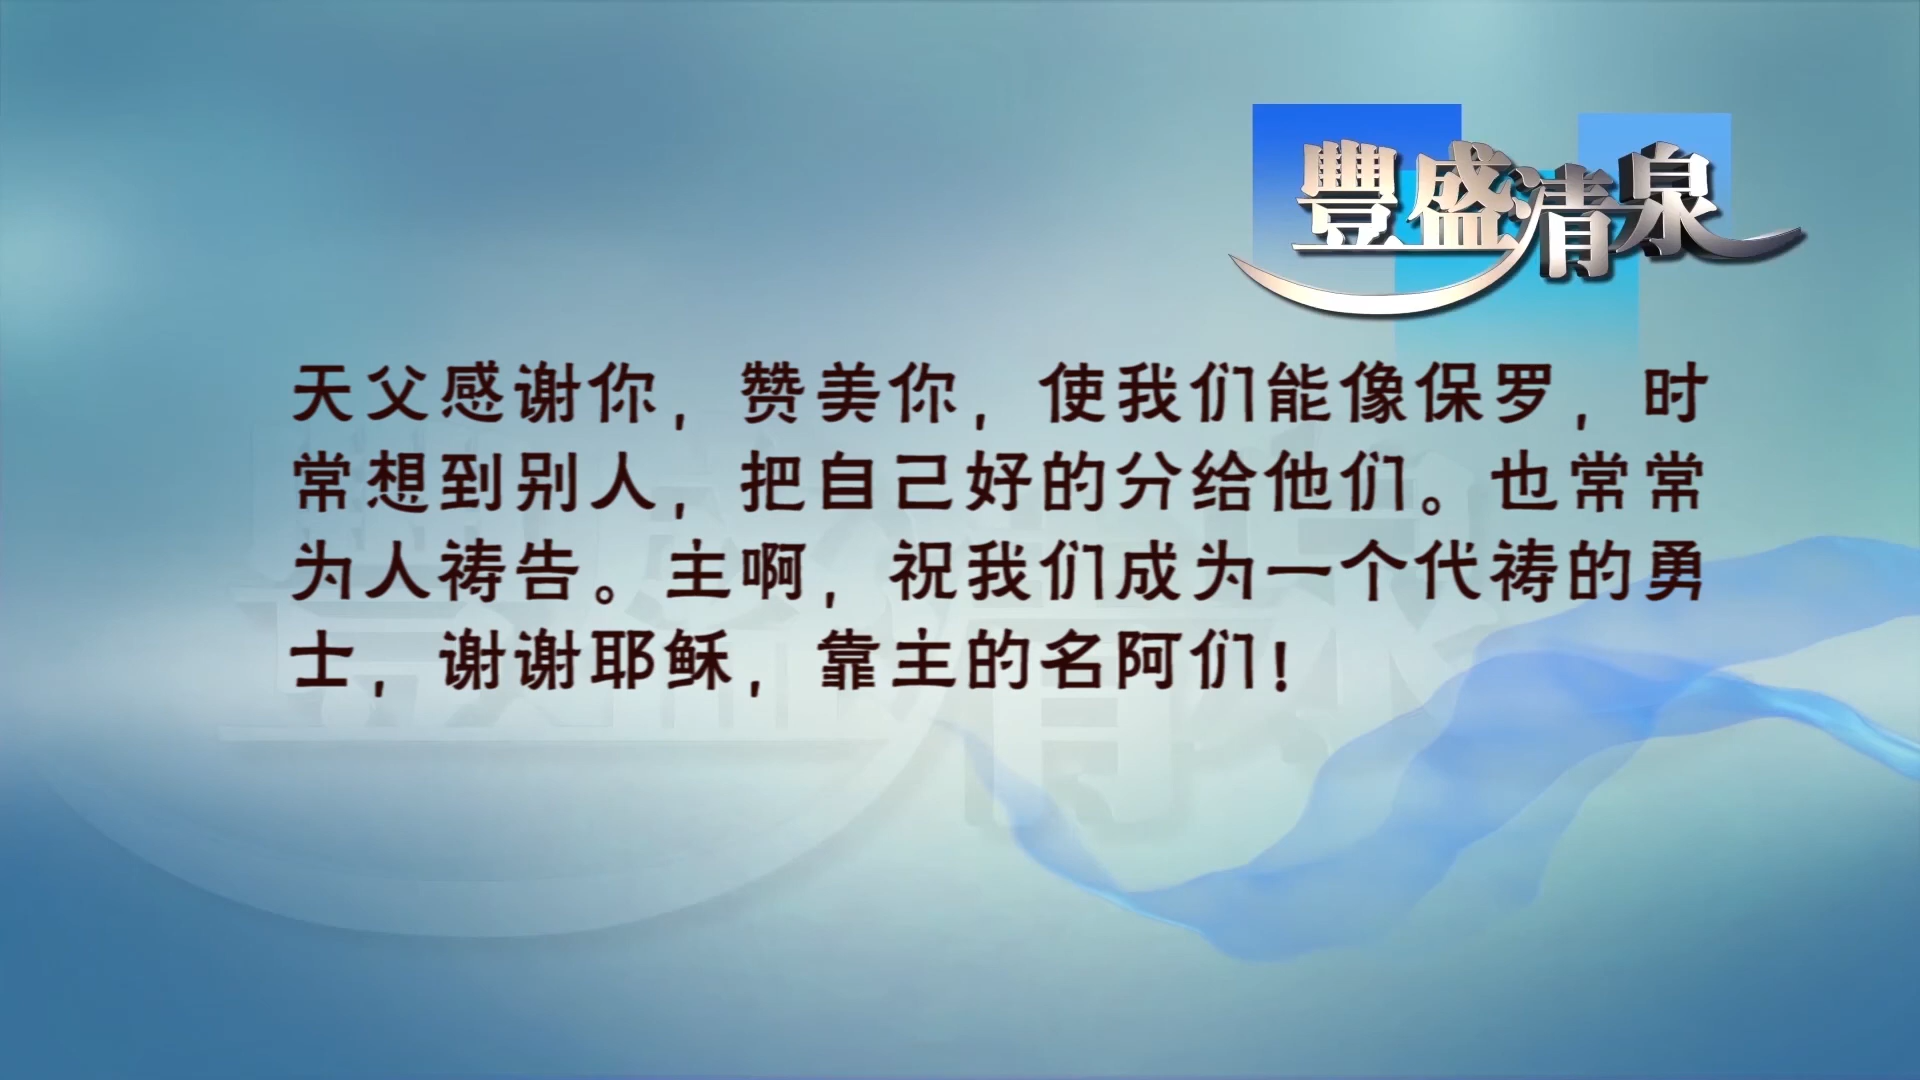 豐盛清泉
天父感谢你，赞美你，使我们能像保罗，时
常想到别人，把自己好的分给他们。也常常
为人祷告。主啊，祝我们成为一个代祷的勇
士，谢谢耶稣，靠主的名阿们！